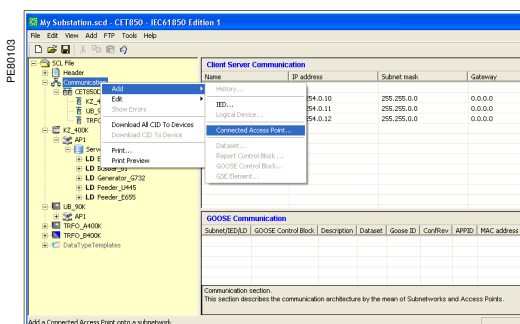 PE80103
My Substation.scd - CET850 - IEC61850 Edition 1
File Edit View Add FTP Tools Help
SCL File
Header
Communication
CET850
KZ_4
UB_
TRFO
KZ_400K
AP1
Serve
LD B
LD Busbar_01
LD Generator_G732
LD Feeder_U445
LD Feeder_E655
UB_90K
AP1
TRFO_A400K
TRFO_B400K
DataTypeTemplates
Add
Edit
Show Errors
Download All CID To Devices
Download CID To Device
Print...
Print Preview
History...
IED...
Logical Device...
Connected Access Point...
Dataset...
Report Control Block...
GOOSE Control Block...
GSE Element...
Client Server Communication
Name IP address Subnet mask Gateway
254.0.10 255.255.0.0 0.0.0.0
254.0.11 255.255.0.0 0.0.0.0
254.0.12 255.255.0.0 0.0.0.0
GOOSE Communication
Subnet/IED/LD GOOSE Control Block Description Dataset Goose ID ConfRev APPID MAC address
Communication section.
This section describes the communication architecture by the mean of Subnetworks and Access Points.
Add a Connected Access Point onto a subnetwork